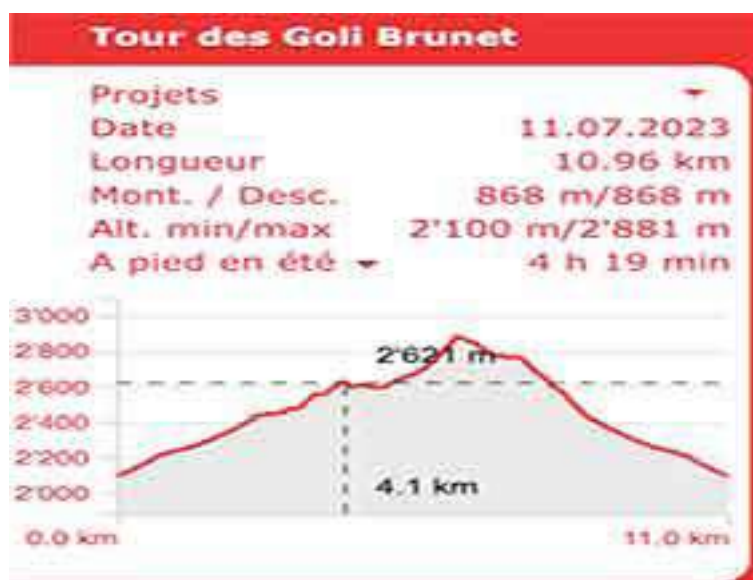 Tour des Goli Brunet
Projets
Date 11.07.2023
Longueur 10.96 km
Mont. / Desc. 868 m/868 m
Alt. min/max 2'100 m/2'881 m
A pied en été 4 h 19 min
3'000
2'800
2'621 m
2'600
2'400
2'200
2'000
4.1 km
0.0 km 11.0 km